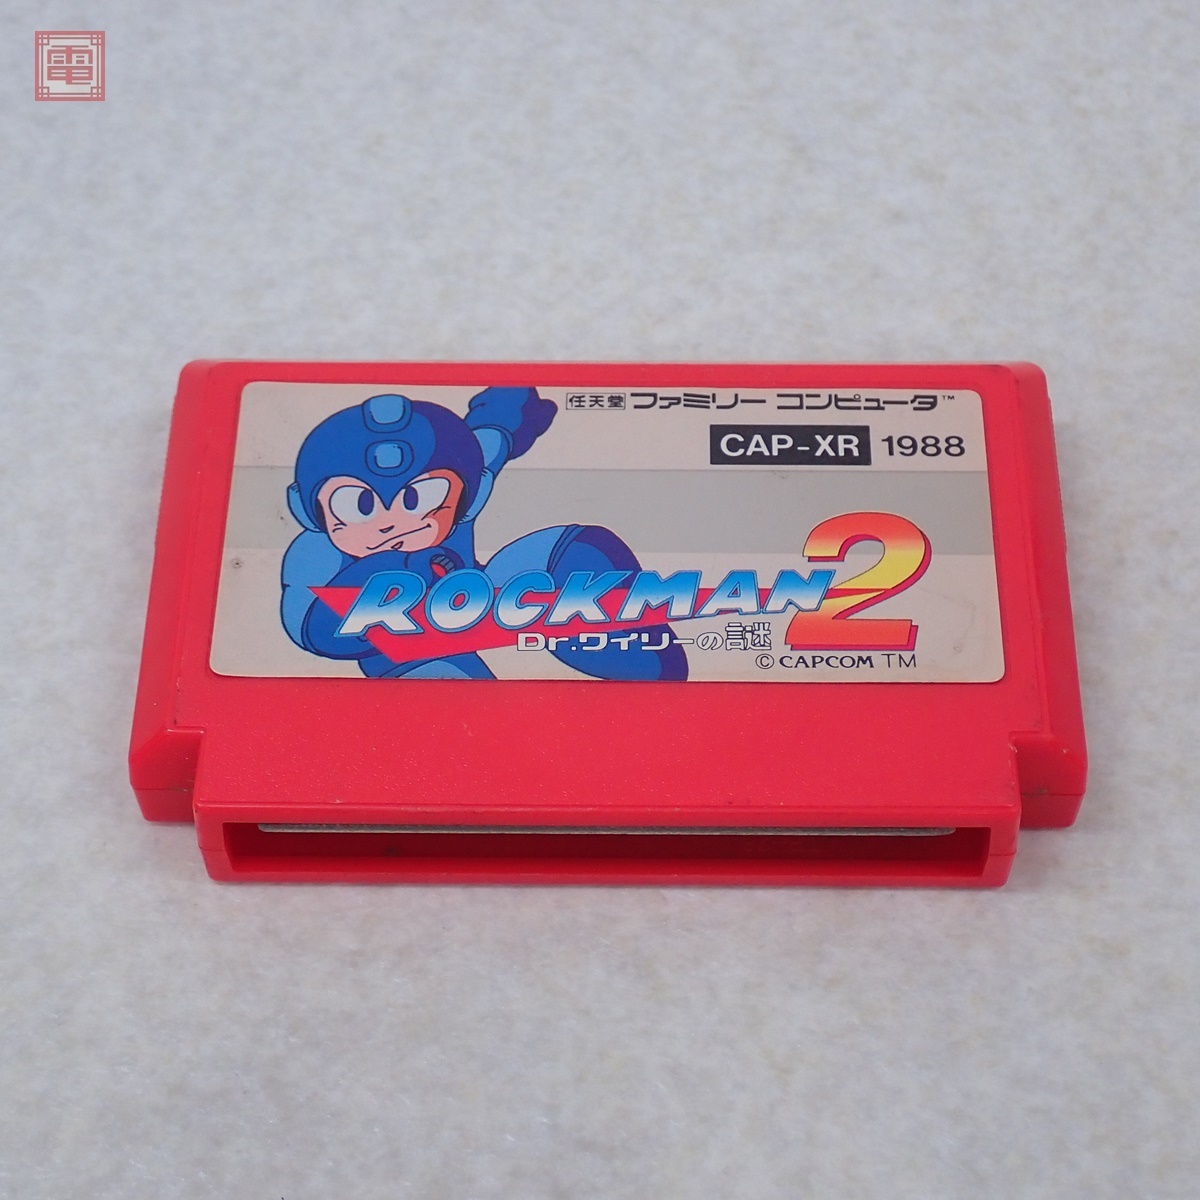 電
任天堂 ファミリー コンピュータ™
CAP-XR 1988
ROCKMAN 2
Dr.ワイリーの謎
© CAPCOM TM